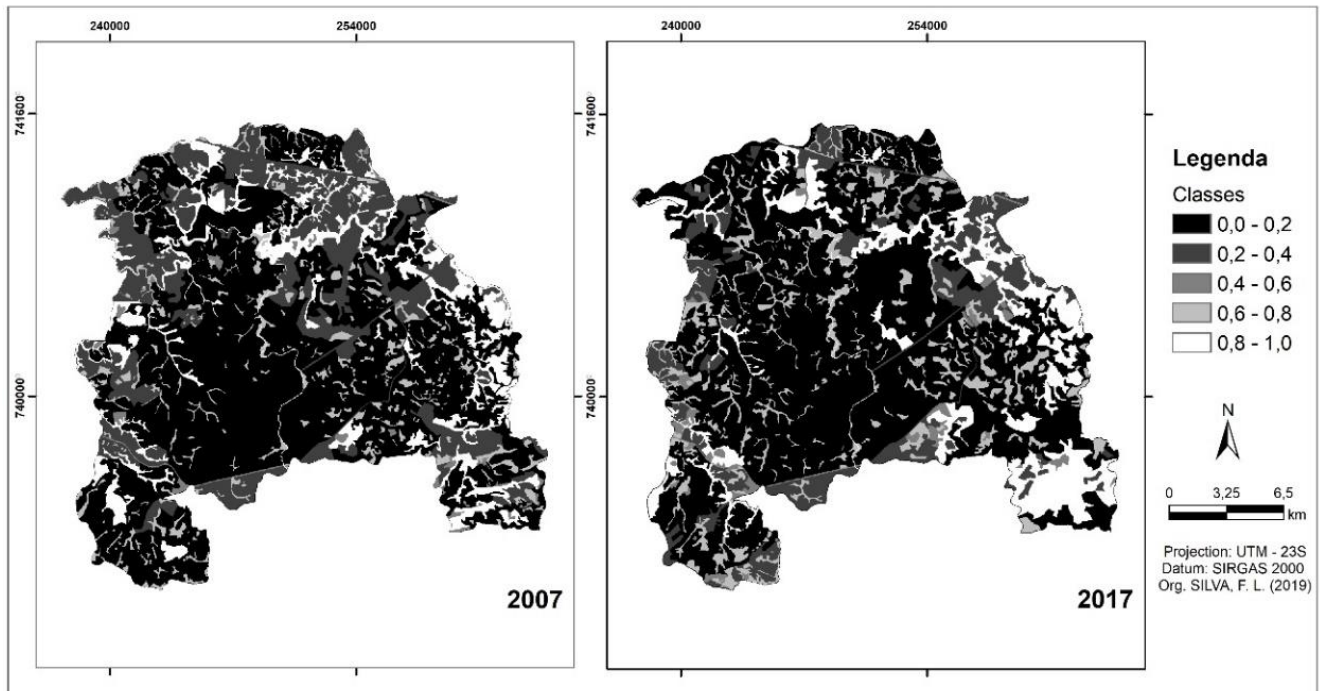 240000 254000 240000 254000
741600
740000
2007
741600
740000
2017
Legenda
Classes
0,0 - 0,2
0,2 - 0,4
0,4 - 0,6
0,6 - 0,8
0,8 - 1,0
N
0 3,25 6,5
km
Projection: UTM - 23S
Datum: SIRGAS 2000
Org. SILVA, F. L. (2019)